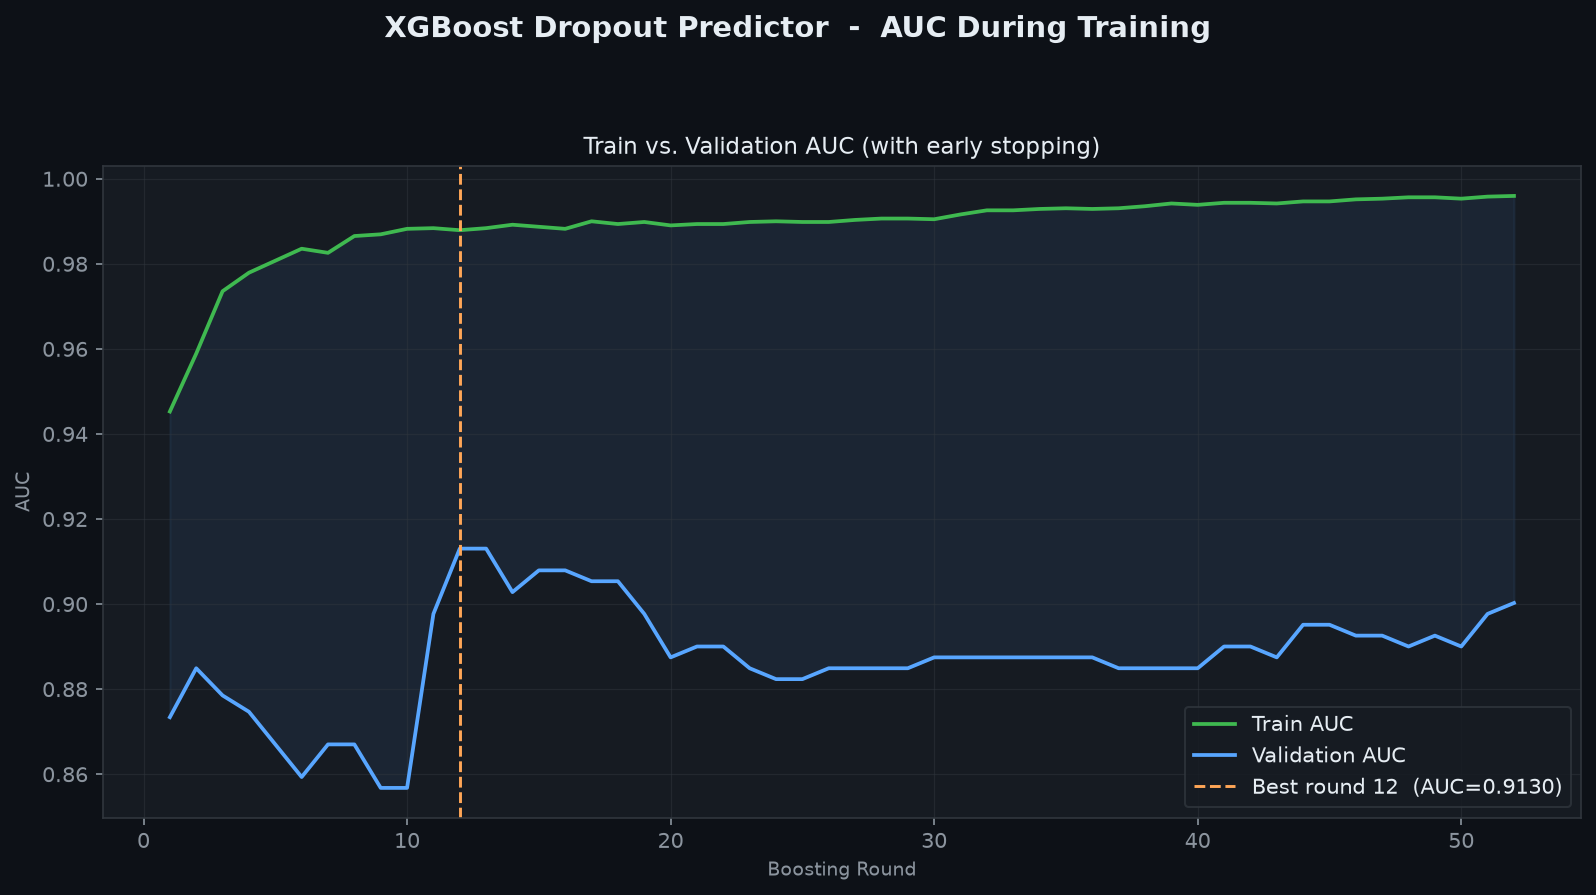 XGBoost Dropout Predictor  -  AUC During Training
Train vs. Validation AUC (with early stopping)
AUC
1.00
0.98
0.96
0.94
0.92
0.90
0.88
0.86
Train AUC
Validation AUC
Best round 12  (AUC=0.9130)
0 10 20 30 40 50
Boosting Round